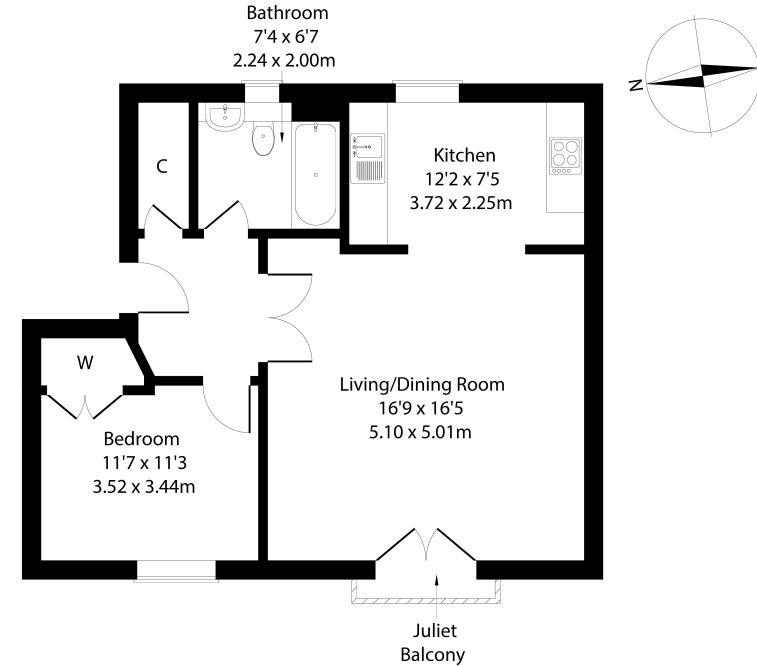 Bathroom
7'4 x 6'7
2.24 x 2.00m
N
C
Kitchen
12'2 x 7'5
3.72 x 2.25m
W
Living/Dining Room
16'9 x 16'5
5.10 x 5.01m
Bedroom
11'7 x 11'3
3.52 x 3.44m
Juliet
Balcony